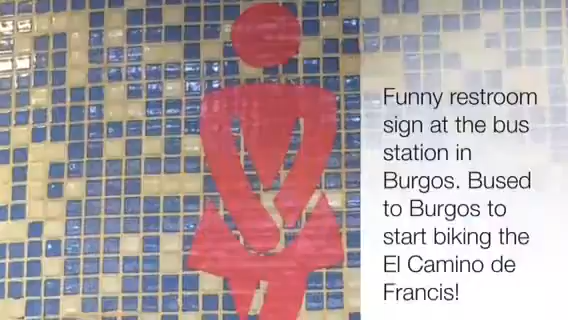 Funny restroom
sign at the bus
station in
Burgos. Bused
to Burgos to
start biking the
El Camino de
Francis!